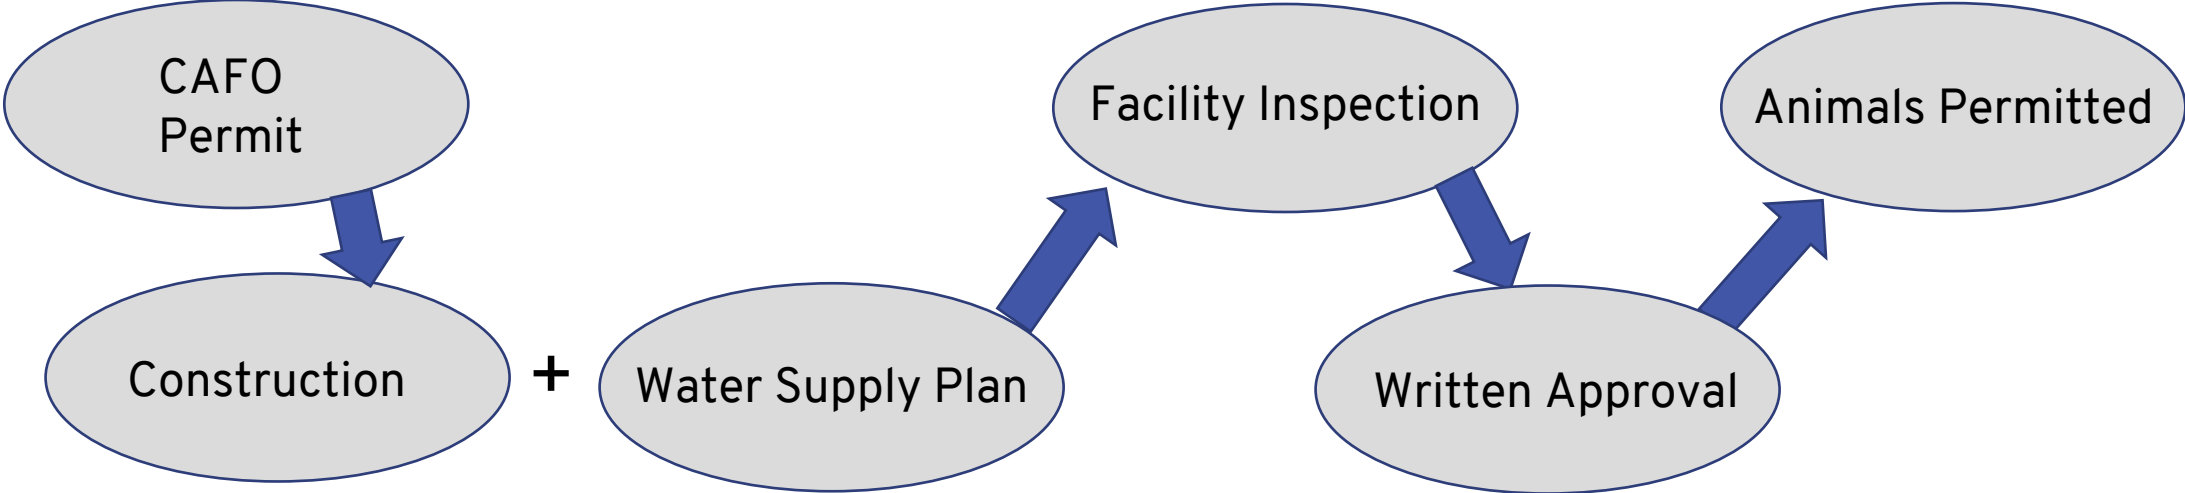 CAFO
Permit
Construction
+
Water Supply Plan
Facility Inspection
Written Approval
Animals Permitted